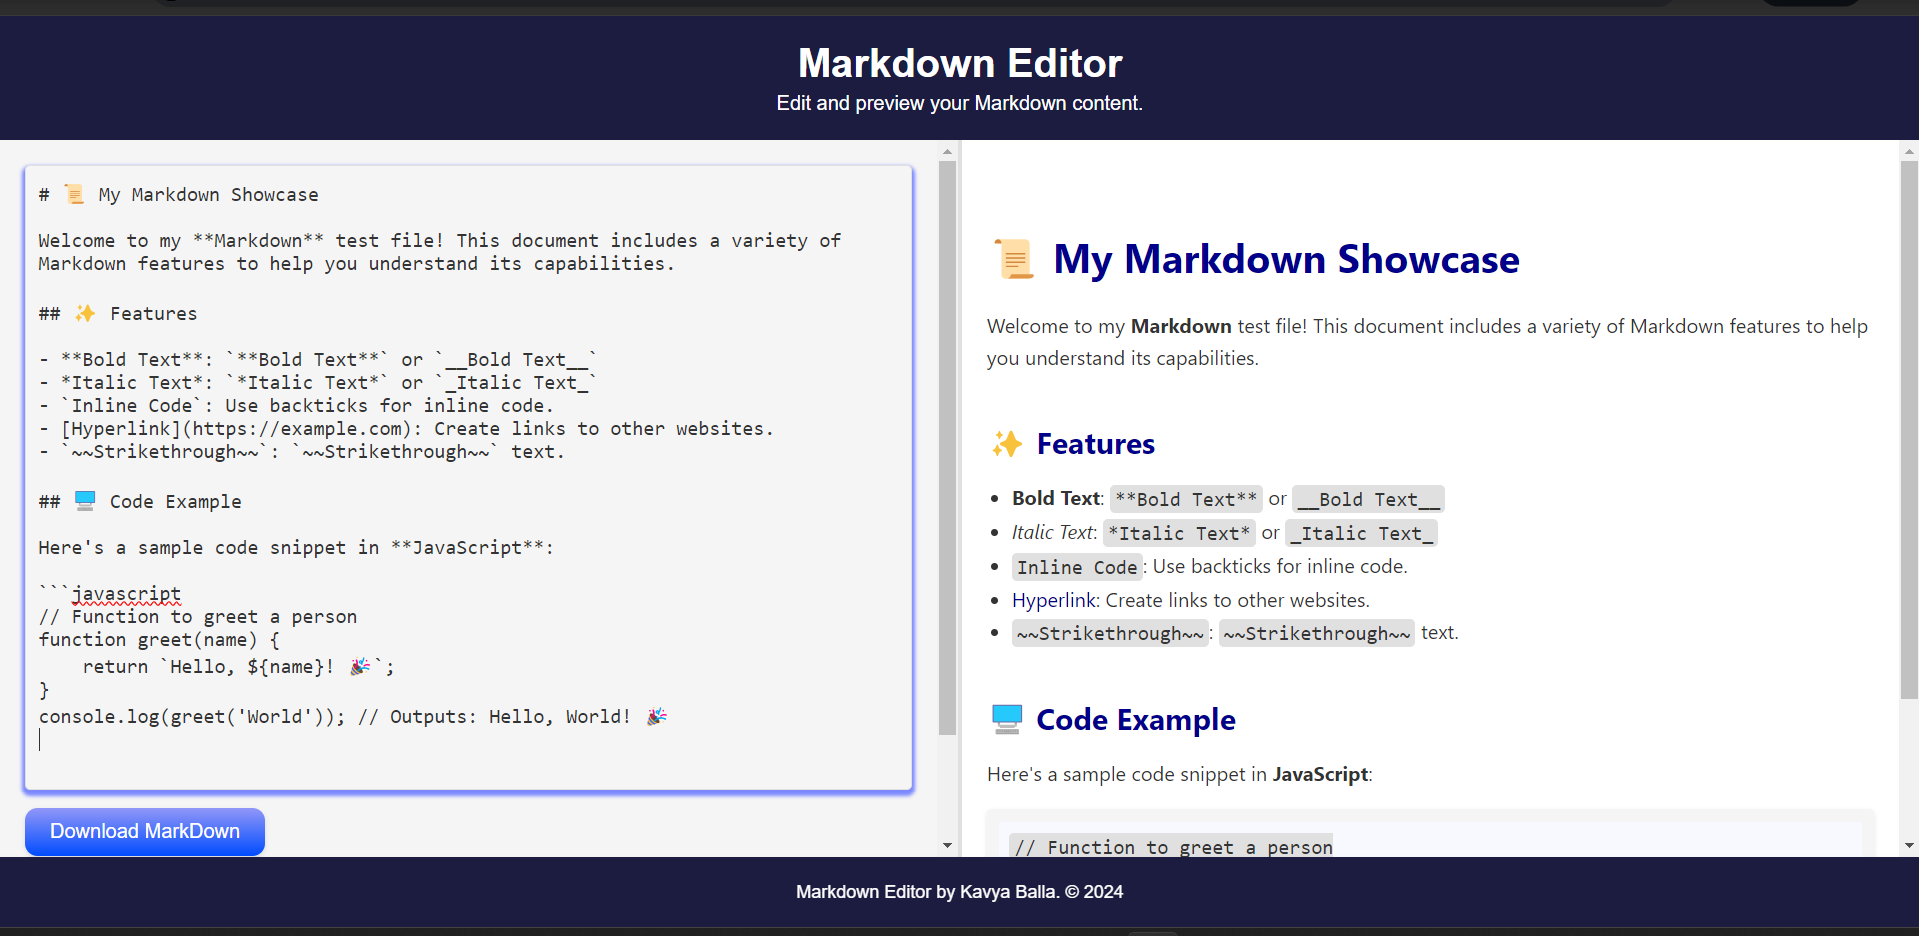 Markdown Editor
Edit and preview your Markdown content.
# 📜 My Markdown Showcase
Welcome to my **Markdown** test file! This document includes a variety of
Markdown features to help you understand its capabilities.
## ✨ Features
- **Bold Text**: `**Bold Text**` or `__Bold Text__`
- *Italic Text*: `*Italic Text*` or `_Italic Text_`
- `Inline Code`: Use backticks for inline code.
- [Hyperlink](https://example.com): Create links to other websites.
- `~~Strikethrough~~`: `~~Strikethrough~~` text.
## 🖥️ Code Example
Here's a sample code snippet in **JavaScript**:
```javascript
// Function to greet a person
function greet(name) {
    return `Hello, ${name}! 🎉`;
}
console.log(greet('World')); // Outputs: Hello, World! 🎉
Download MarkDown
📜 My Markdown Showcase
Welcome to my Markdown test file! This document includes a variety of Markdown features to help
you understand its capabilities.
✨ Features
• Bold Text: **Bold Text** or __Bold Text__
• Italic Text: *Italic Text* or _Italic Text_
• Inline Code: Use backticks for inline code.
• Hyperlink: Create links to other websites.
• ~~Strikethrough~~: ~~Strikethrough~~ text.
🖥️ Code Example
Here's a sample code snippet in JavaScript:
// Function to greet a person
Markdown Editor by Kavya Balla. © 2024